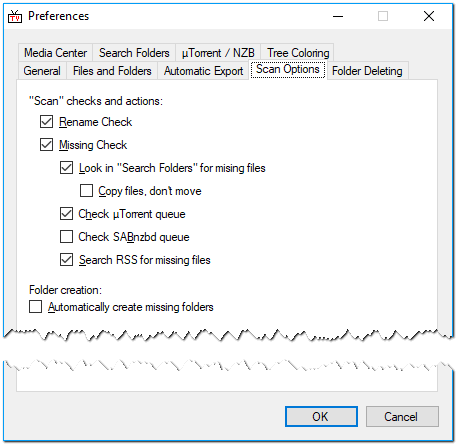 TV
Preferences
Media Center Search Folders µTorrent / NZB Tree Coloring
General Files and Folders Automatic Export Scan Options Folder Deleting
"Scan" checks and actions:
Rename Check
Missing Check
Look in "Search Folders" for mising files
Copy files, don't move
Check µTorrent queue
Check SABnzbd queue
Search RSS for missing files
Folder creation:
Automatically create missing folders
OK Cancel